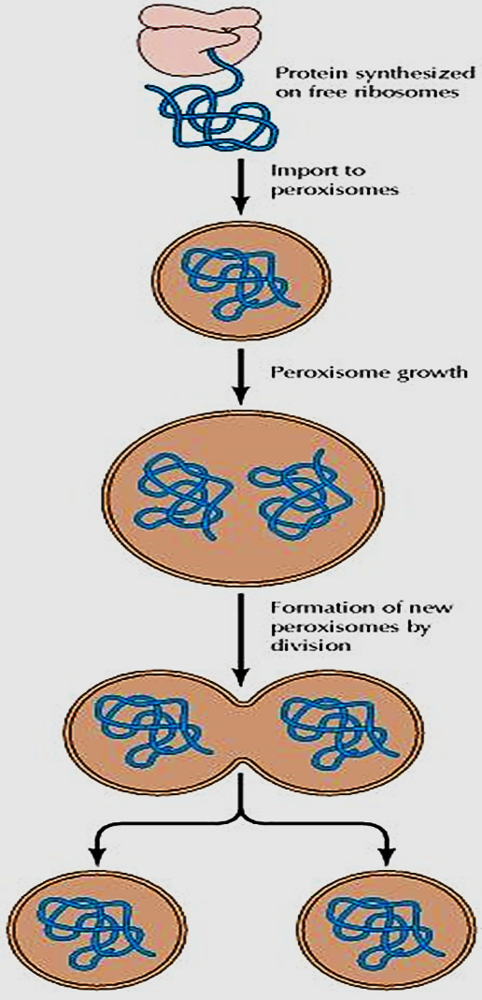 Protein synthesized
on free ribosomes
Import to
peroxisomes
Peroxisome growth
Formation of new
peroxisomes by
division